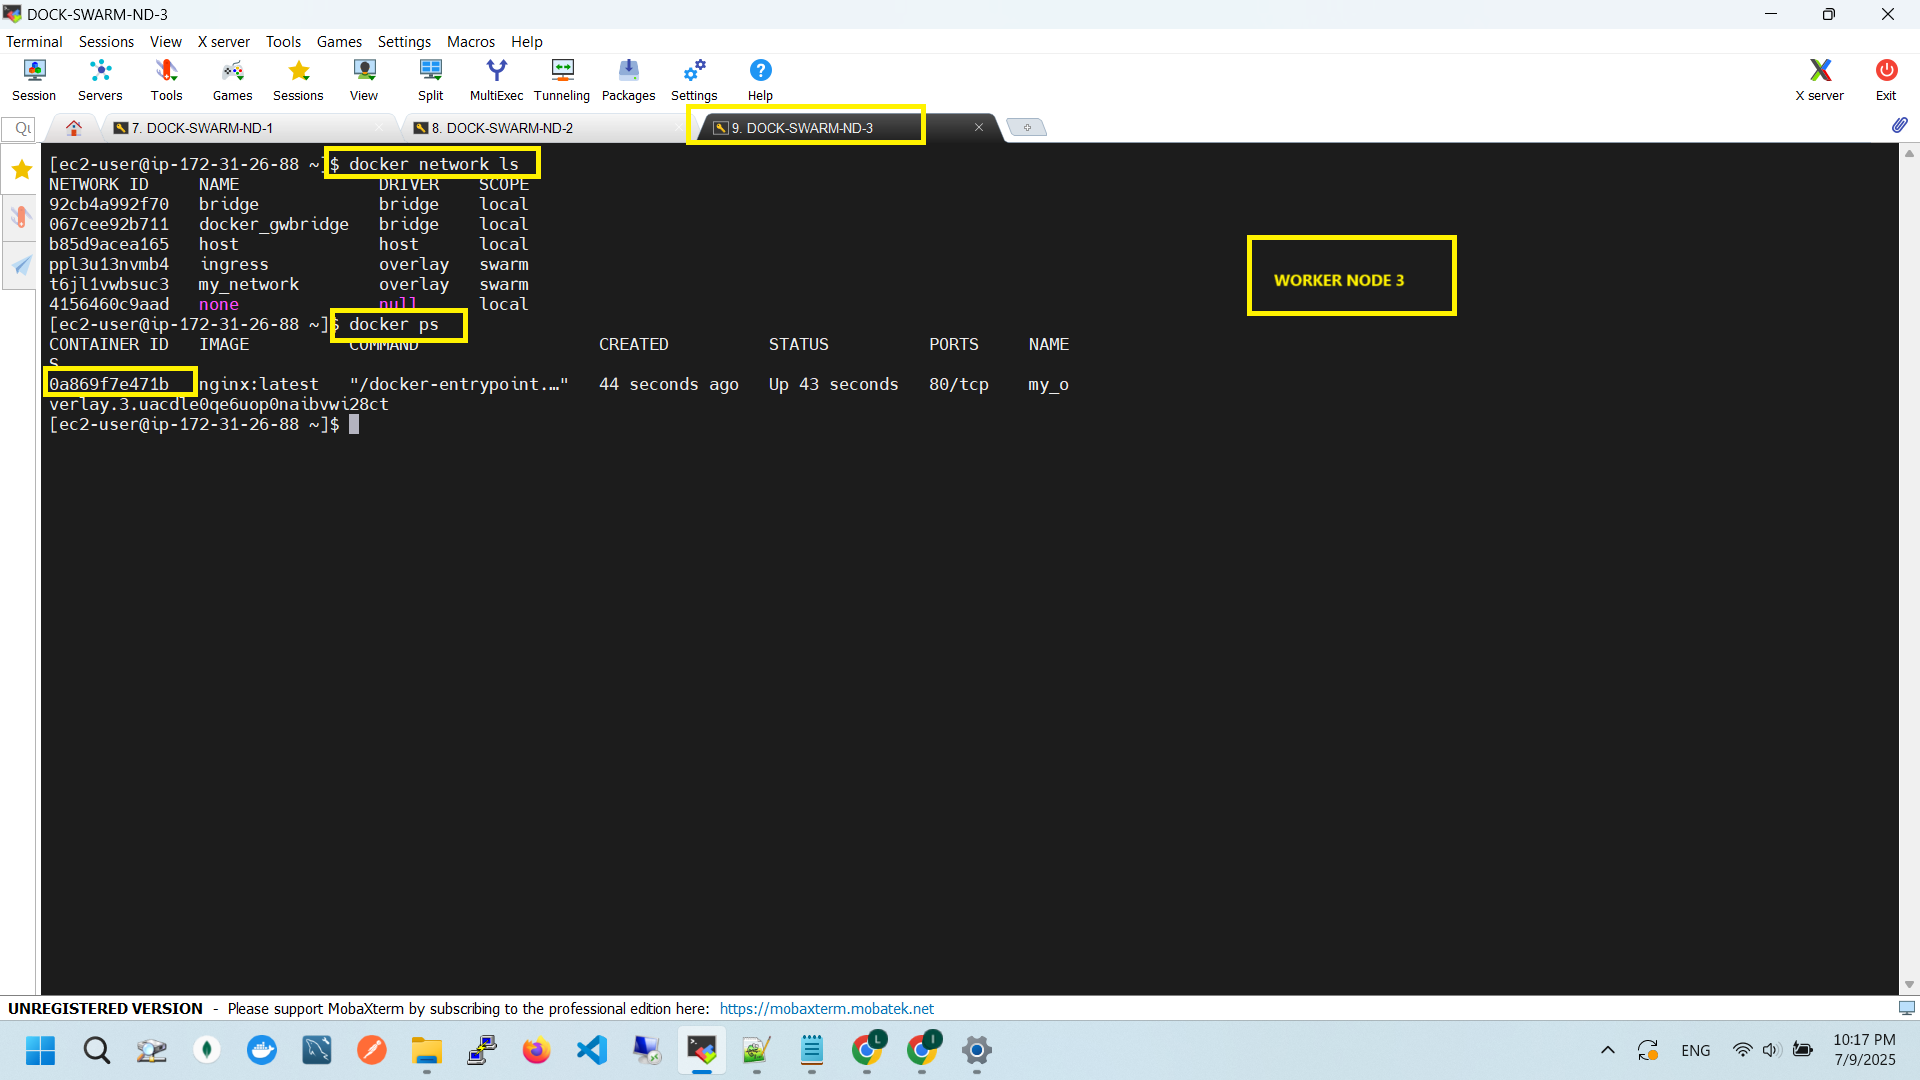 DOCK-SWARM-ND-3
Terminal Sessions View X server Tools Games Settings Macros Help
Session Servers Tools Games Sessions View Split MultiExec Tunneling Packages Settings Help X server Exit
7. DOCK-SWARM-ND-1 8. DOCK-SWARM-ND-2 9. DOCK-SWARM-ND-3
[ec2-user@ip-172-31-26-88 ~]$ docker network ls
NETWORK ID NAME DRIVER SCOPE
92cb4a992f70 bridge bridge local
067cee92b711 docker_gwbridge bridge local
b85d9acea165 host host local
ppl3u13nvmb4 ingress overlay swarm
t6jl1vwbsuc3 my_network overlay swarm
4156460c9aad none null local
WORKER NODE 3
[ec2-user@ip-172-31-26-88 ~]$ docker ps
CONTAINER ID IMAGE COMMAND CREATED STATUS PORTS NAME
S
0a869f7e471b nginx:latest "/docker-entrypoint.…" 44 seconds ago Up 43 seconds 80/tcp my_o
verlay.3.uacdle0qe6uop0naibvwi28ct
[ec2-user@ip-172-31-26-88 ~]$
UNREGISTERED VERSION - Please support MobaXterm by subscribing to the professional edition here: https://mobaxterm.mobatek.net
ENG
10:17 PM
7/9/2025